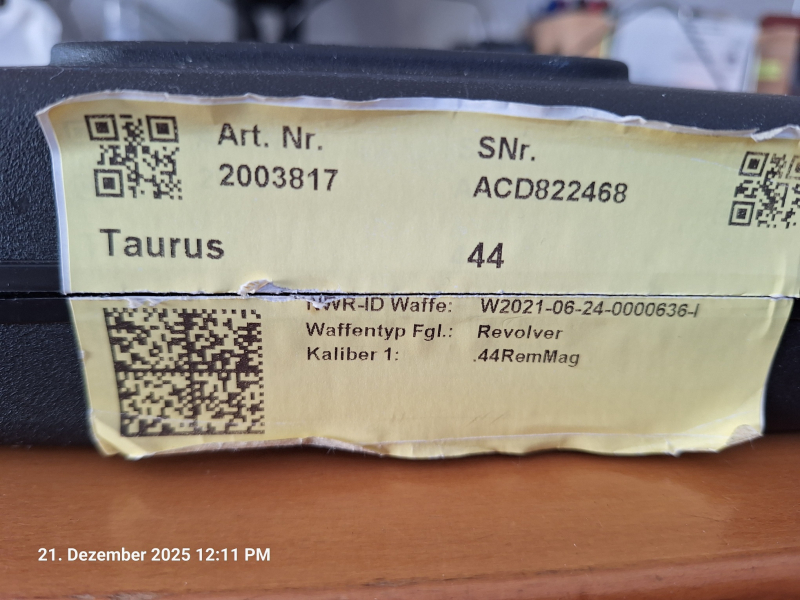 Art. Nr.
2003817
SNr.
ACD822468
Taurus
44
NWR-ID Waffe: W2021-06-24-0000636-I
Waffentyp Fgl.: Revolver
Kaliber 1: .44RemMag
21. Dezember 2025 12:11 PM